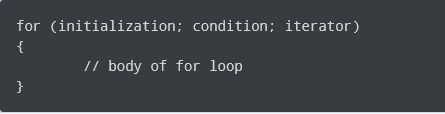 for (initialization; condition; iterator)
{
        // body of for loop
}